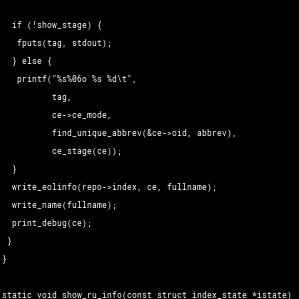 if (!show_stage) {
fputs(tag, stdout);
} else {
printf("%s%06o %s %d\t",
tag,
ce->ce_mode,
find_unique_abbrev(&ce->oid, abbrev),
ce_stage(ce));
}
write_eolinfo(repo->index, ce, fullname);
write_name(fullname);
print_debug(ce);
}
}
static void show_ru_info(const struct index_state *istate)